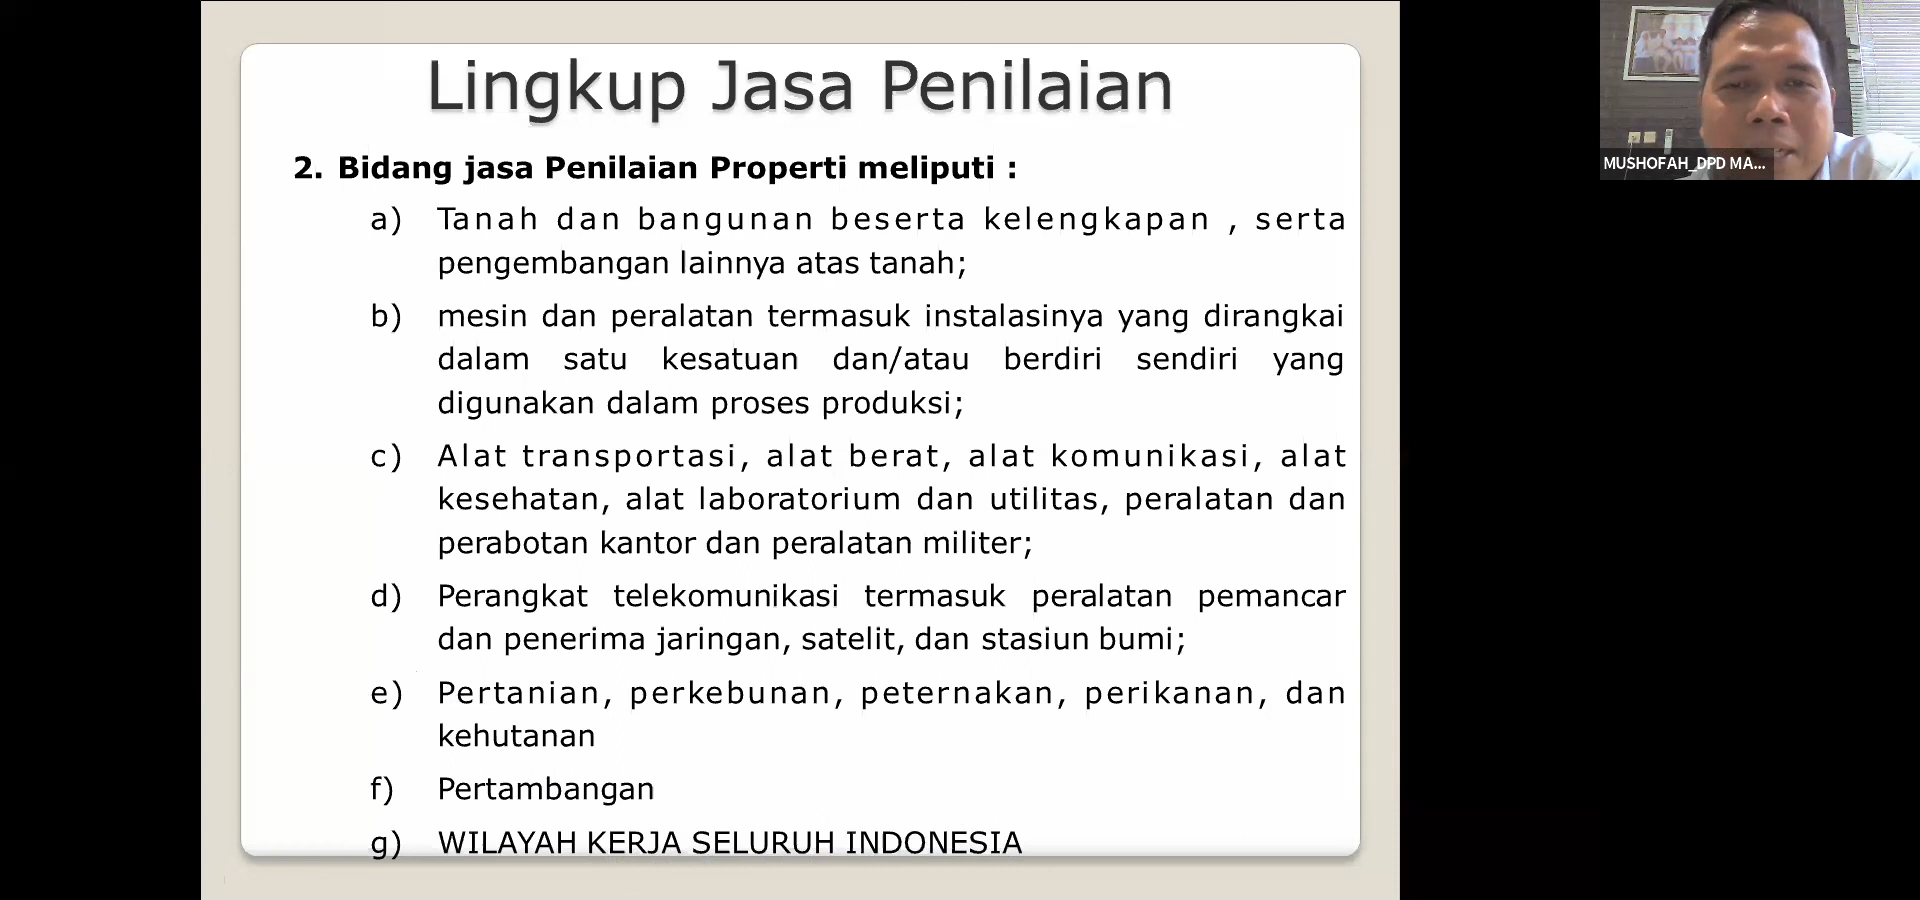 Lingkup Jasa Penilaian
2. Bidang jasa Penilaian Properti meliputi :
a) Tanah dan bangunan beserta kelengkapan , serta
pengembangan lainnya atas tanah;
b) mesin dan peralatan termasuk instalasinya yang dirangkai
dalam satu kesatuan dan/atau berdiri sendiri yang
digunakan dalam proses produksi;
c) Alat transportasi, alat berat, alat komunikasi, alat
kesehatan, alat laboratorium dan utilitas, peralatan dan
perabotan kantor dan peralatan militer;
d) Perangkat telekomunikasi termasuk peralatan pemancar
dan penerima jaringan, satelit, dan stasiun bumi;
e) Pertanian, perkebunan, peternakan, perikanan, dan
kehutanan
f) Pertambangan
g) WILAYAH KERJA SELURUH INDONESIA
MUSHOFAH_DPD MA...